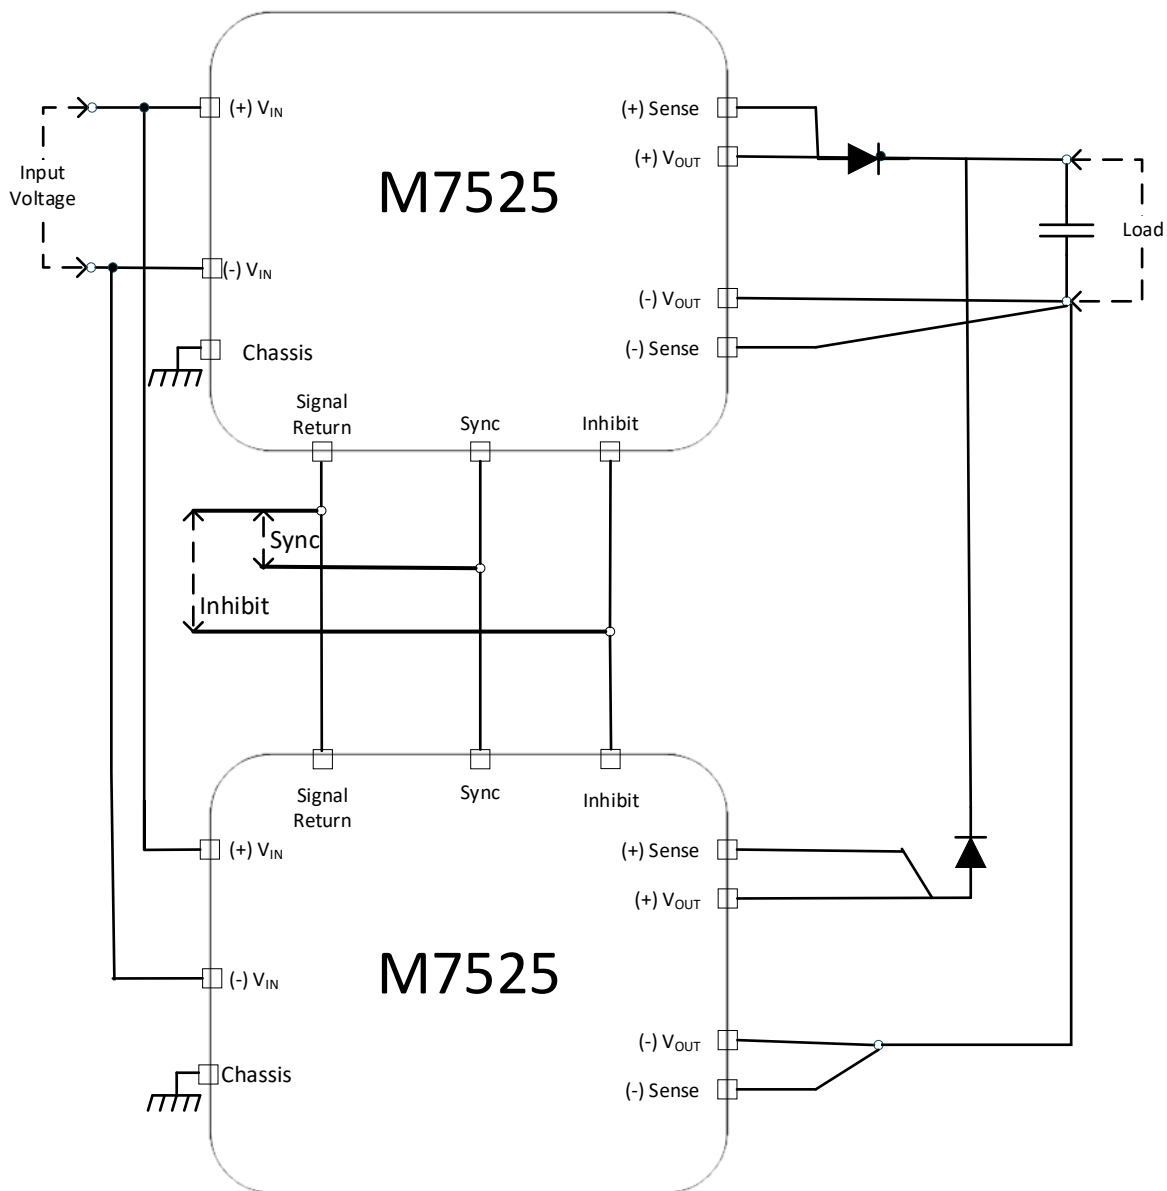 (+) VIN
(+) Sense
(+) VOUT
Input
Voltage
M7525
Load
(-) VIN
(-) VOUT
(-) Sense
Chassis
Signal
Return
Sync
Inhibit
Sync
Inhibit
Signal
Return
Sync
Inhibit
(+) VIN
(+) Sense
(+) VOUT
M7525
(-) VIN
(-) VOUT
(-) Sense
Chassis